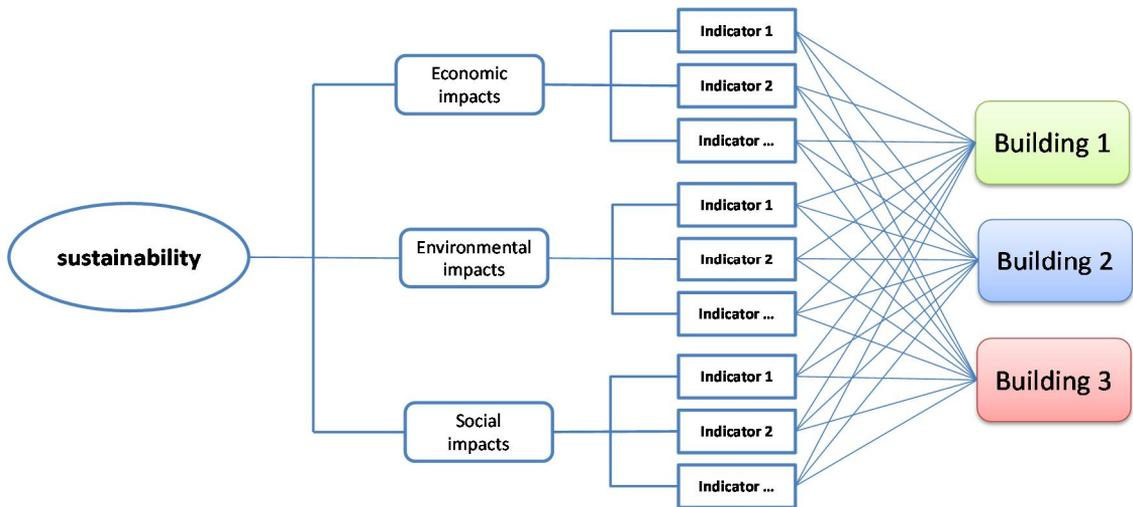 sustainability
Economic
impacts
Environmental
impacts
Social
impacts
Indicator 1
Indicator 2
Indicator ...
Indicator 1
Indicator 2
Indicator ...
Indicator 1
Indicator 2
Indicator ...
Building 1
Building 2
Building 3